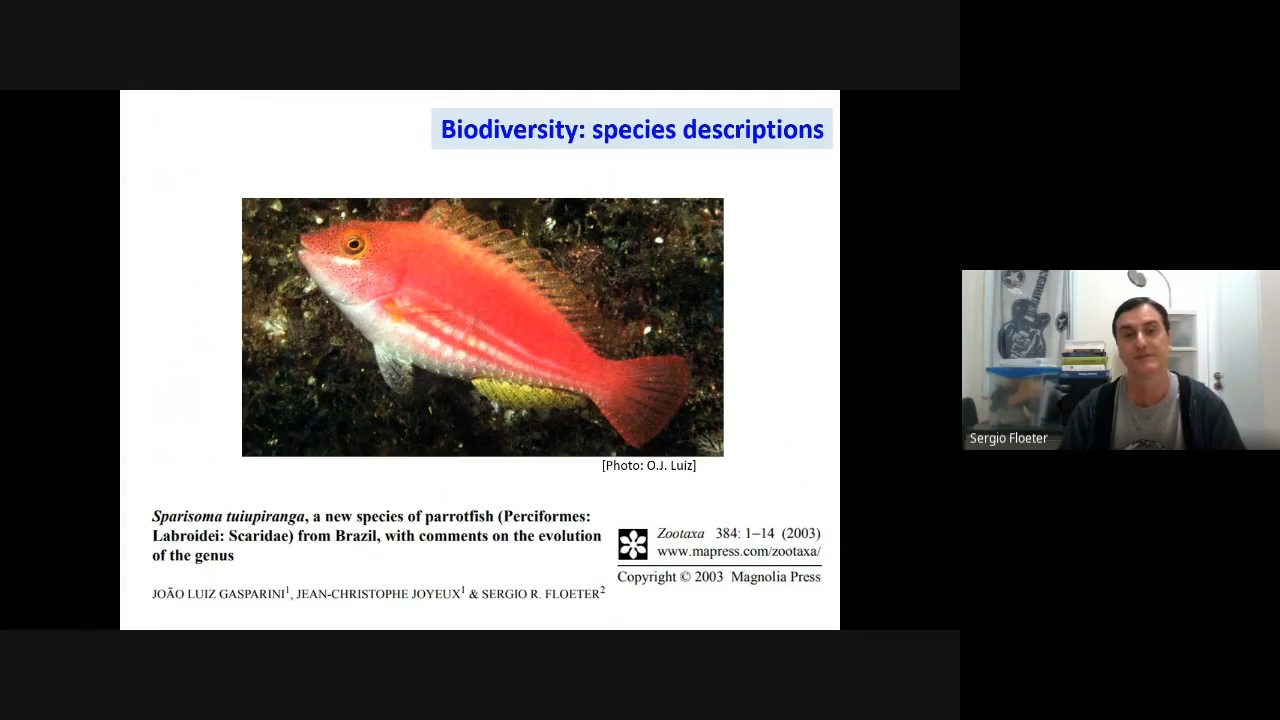 Biodiversity: species descriptions
[Photo: O.J. Luiz]
Sparisoma tuiupiranga, a new species of parrotfish (Perciformes:
Labroidei: Scaridae) from Brazil, with comments on the evolution
of the genus
JOÃO LUIZ GASPARINI1, JEAN-CHRISTOPHE JOYEUX1 & SERGIO R. FLOETER2
Zootaxa 384: 1–14 (2003)
www.mapress.com/zootaxa/
Copyright © 2003 Magnolia Press
Sergio Floeter